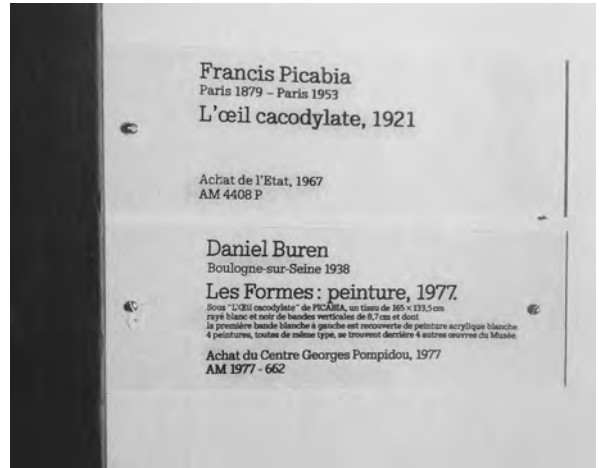 Francis Picabia
Paris 1879 – Paris 1953
L'œil cacodylate, 1921
Achat de l'Etat, 1967
AM 4408 P
Daniel Buren
Boulogne-sur-Seine 1938
Les Formes : peinture, 1977.
Sous "L'Œil cacodylate" de PICABIA, un tissu de 165 × 133,5 cm
rayé blanc et noir de bandes verticales de 8,7 cm et dont
la première bande blanche à gauche est recouverte de peinture acrylique blanche.
4 peintures, toutes de même type, se trouvent derrière 4 autres œuvres du Musée.
Achat du Centre Georges Pompidou, 1977
AM 1977 - 662